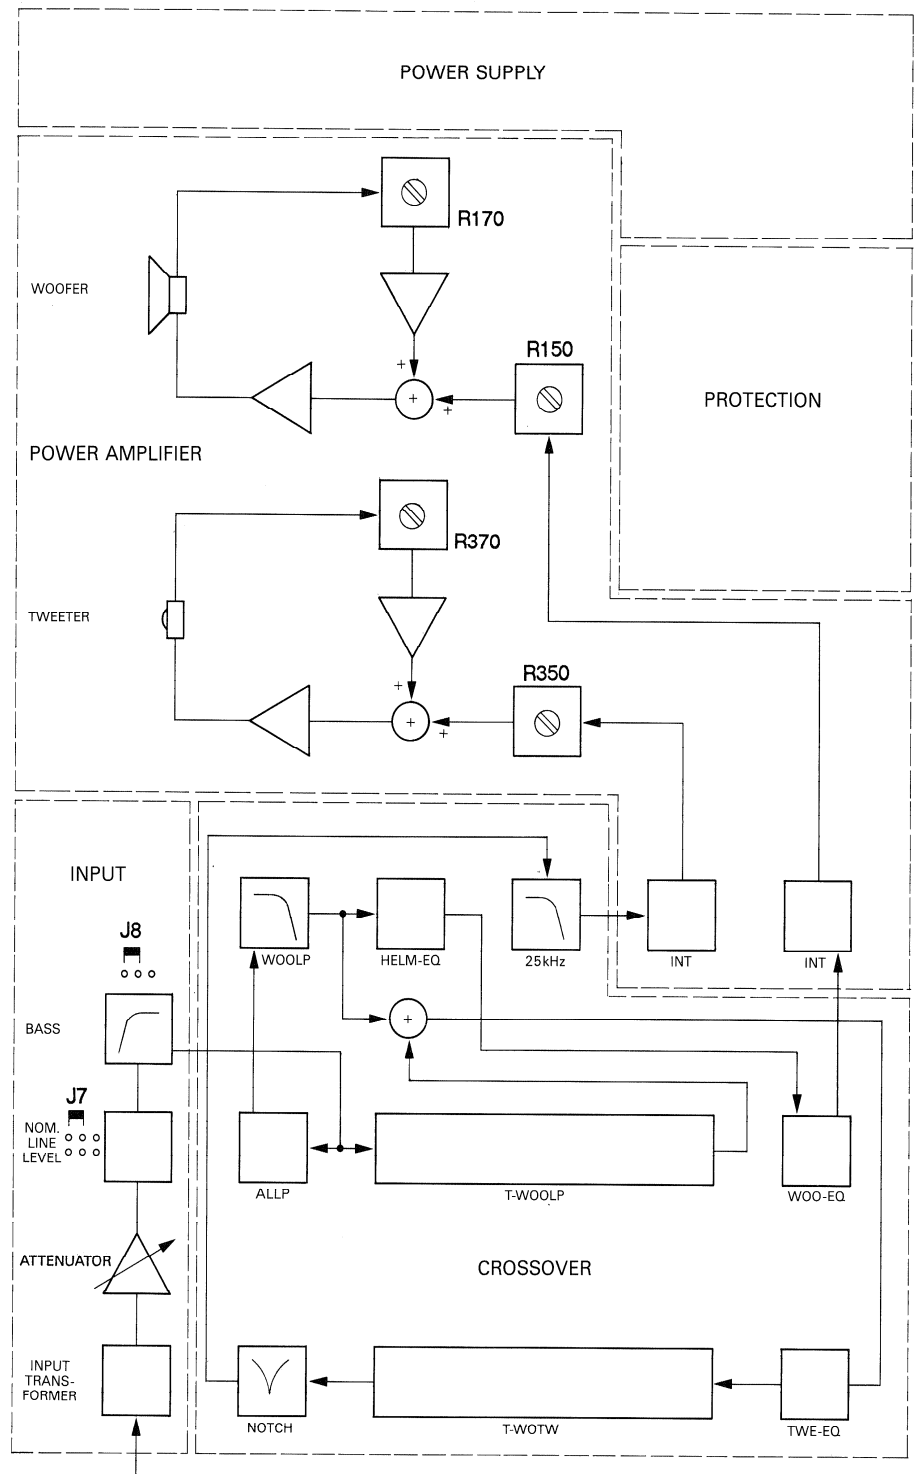 POWER SUPPLY
R170
WOOFER
+
R150
+
+
PROTECTION
POWER AMPLIFIER
R370
TWEETER
R350
+
+
+
INPUT
J8
WOOLP
HELM-EQ
25kHz
INT
INT
BASS
+
J7
NOM.
LINE
LEVEL
ALLP
T-WOOLP
WOO-EQ
ATTENUATOR
CROSSOVER
INPUT
TRANS-
FORMER
NOTCH
T-WOTW
TWE-EQ